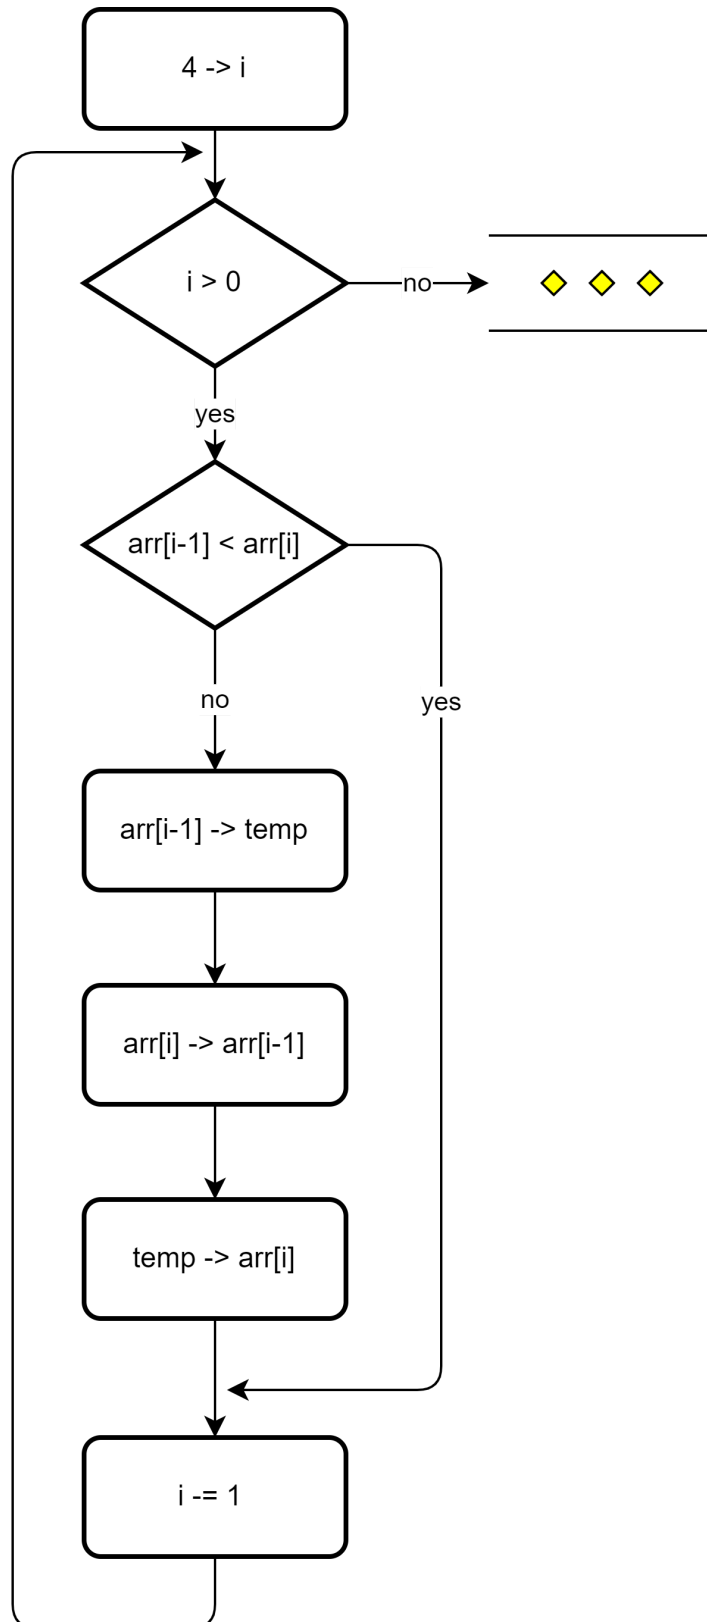 4 -> i
i > 0
no
yes
arr[i-1] < arr[i]
no
yes
arr[i-1] -> temp
arr[i] -> arr[i-1]
temp -> arr[i]
i -= 1